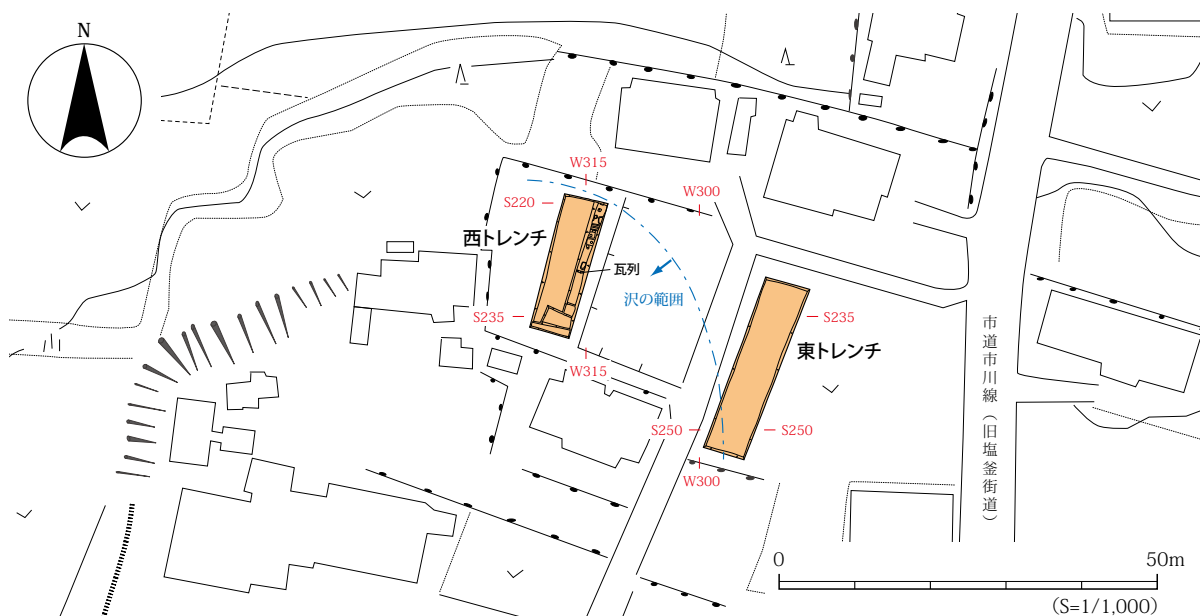 N
W315
W300
S220
西トレンチ
瓦列
沢の範囲
S235
S235
東トレンチ
市道市川線（旧塩釜街道）
W315
S250
S250
W300
0
50m
(S=1/1,000)